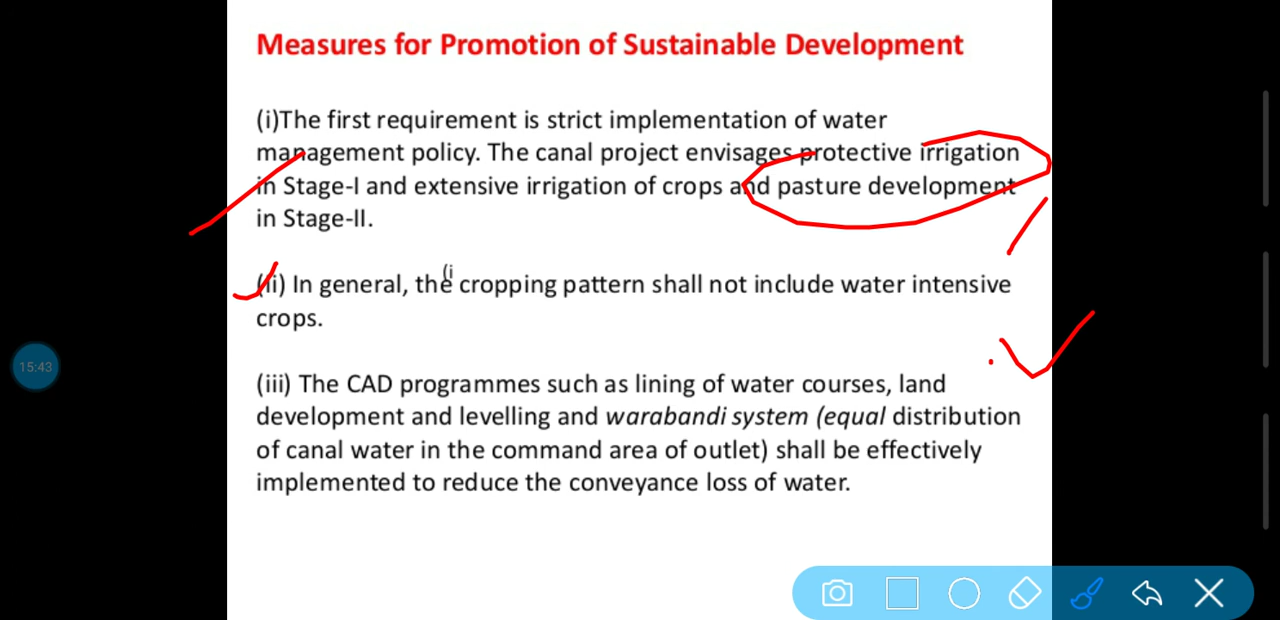 Measures for Promotion of Sustainable Development
(i)The first requirement is strict implementation of water
management policy. The canal project envisages protective irrigation
in Stage-I and extensive irrigation of crops and pasture development
in Stage-II.
(i
(ii) In general, the cropping pattern shall not include water intensive
crops.
15:43
(iii) The CAD programmes such as lining of water courses, land
development and levelling and warabandi system (equal distribution
of canal water in the command area of outlet) shall be effectively
implemented to reduce the conveyance loss of water.